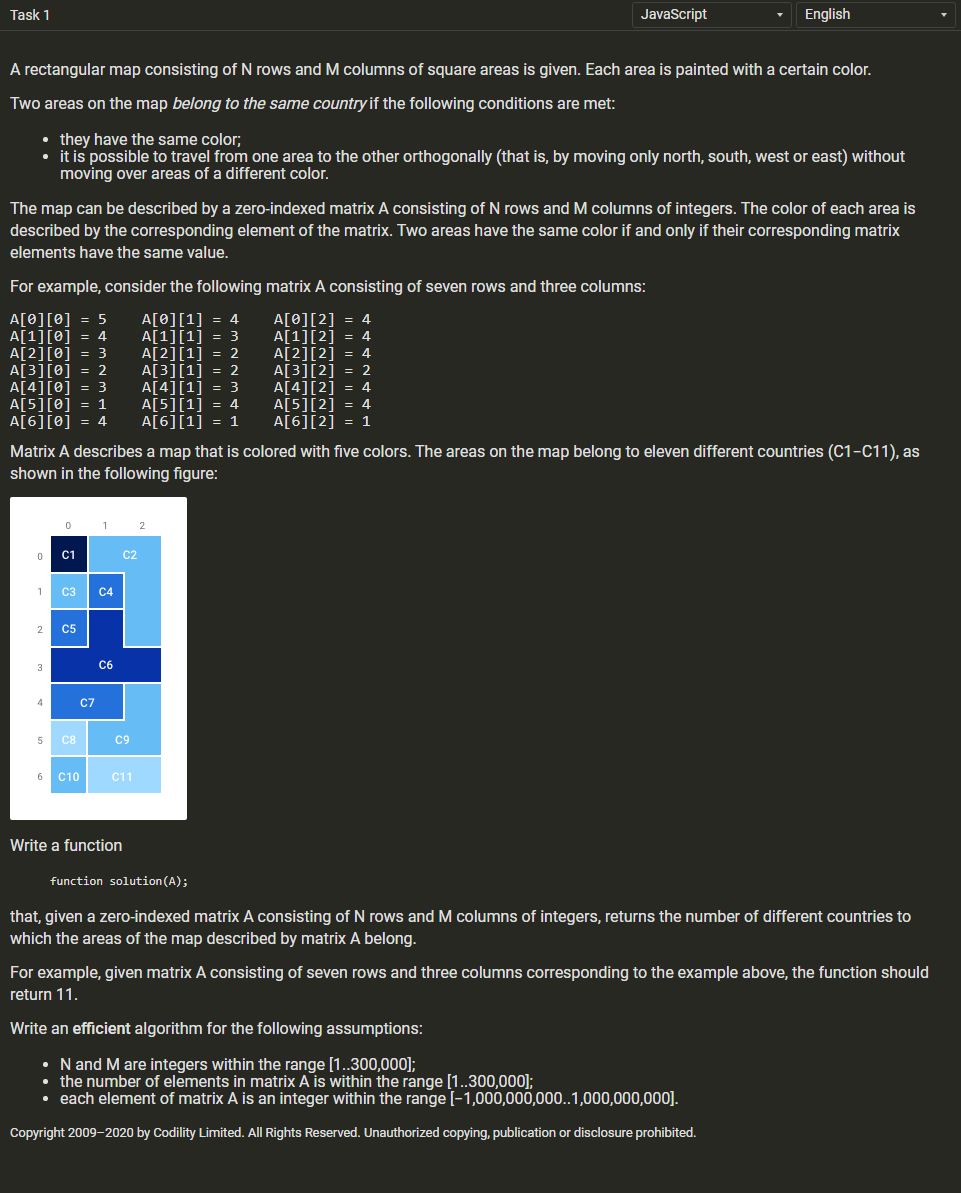 Task 1
JavaScript
English
A rectangular map consisting of N rows and M columns of square areas is given. Each area is painted with a certain color.
Two areas on the map belong to the same country if the following conditions are met:
• they have the same color;
• it is possible to travel from one area to the other orthogonally (that is, by moving only north, south, west or east) without
moving over areas of a different color.
The map can be described by a zero-indexed matrix A consisting of N rows and M columns of integers. The color of each area is
described by the corresponding element of the matrix. Two areas have the same color if and only if their corresponding matrix
elements have the same value.
For example, consider the following matrix A consisting of seven rows and three columns:
A[0][0] = 5    A[0][1] = 4    A[0][2] = 4
A[1][0] = 4    A[1][1] = 3    A[1][2] = 4
A[2][0] = 3    A[2][1] = 2    A[2][2] = 4
A[3][0] = 2    A[3][1] = 2    A[3][2] = 2
A[4][0] = 3    A[4][1] = 3    A[4][2] = 4
A[5][0] = 1    A[5][1] = 4    A[5][2] = 4
A[6][0] = 4    A[6][1] = 1    A[6][2] = 1
Matrix A describes a map that is colored with five colors. The areas on the map belong to eleven different countries (C1−C11), as
shown in the following figure:
0 1 2
0 C1 C2
1 C3 C4
2 C5
3 C6
4 C7
5 C8 C9
6 C10 C11
Write a function
function solution(A);
that, given a zero-indexed matrix A consisting of N rows and M columns of integers, returns the number of different countries to
which the areas of the map described by matrix A belong.
For example, given matrix A consisting of seven rows and three columns corresponding to the example above, the function should
return 11.
Write an efficient algorithm for the following assumptions:
• N and M are integers within the range [1..300,000];
• the number of elements in matrix A is within the range [1..300,000];
• each element of matrix A is an integer within the range [−1,000,000,000..1,000,000,000].
Copyright 2009–2020 by Codility Limited. All Rights Reserved. Unauthorized copying, publication or disclosure prohibited.